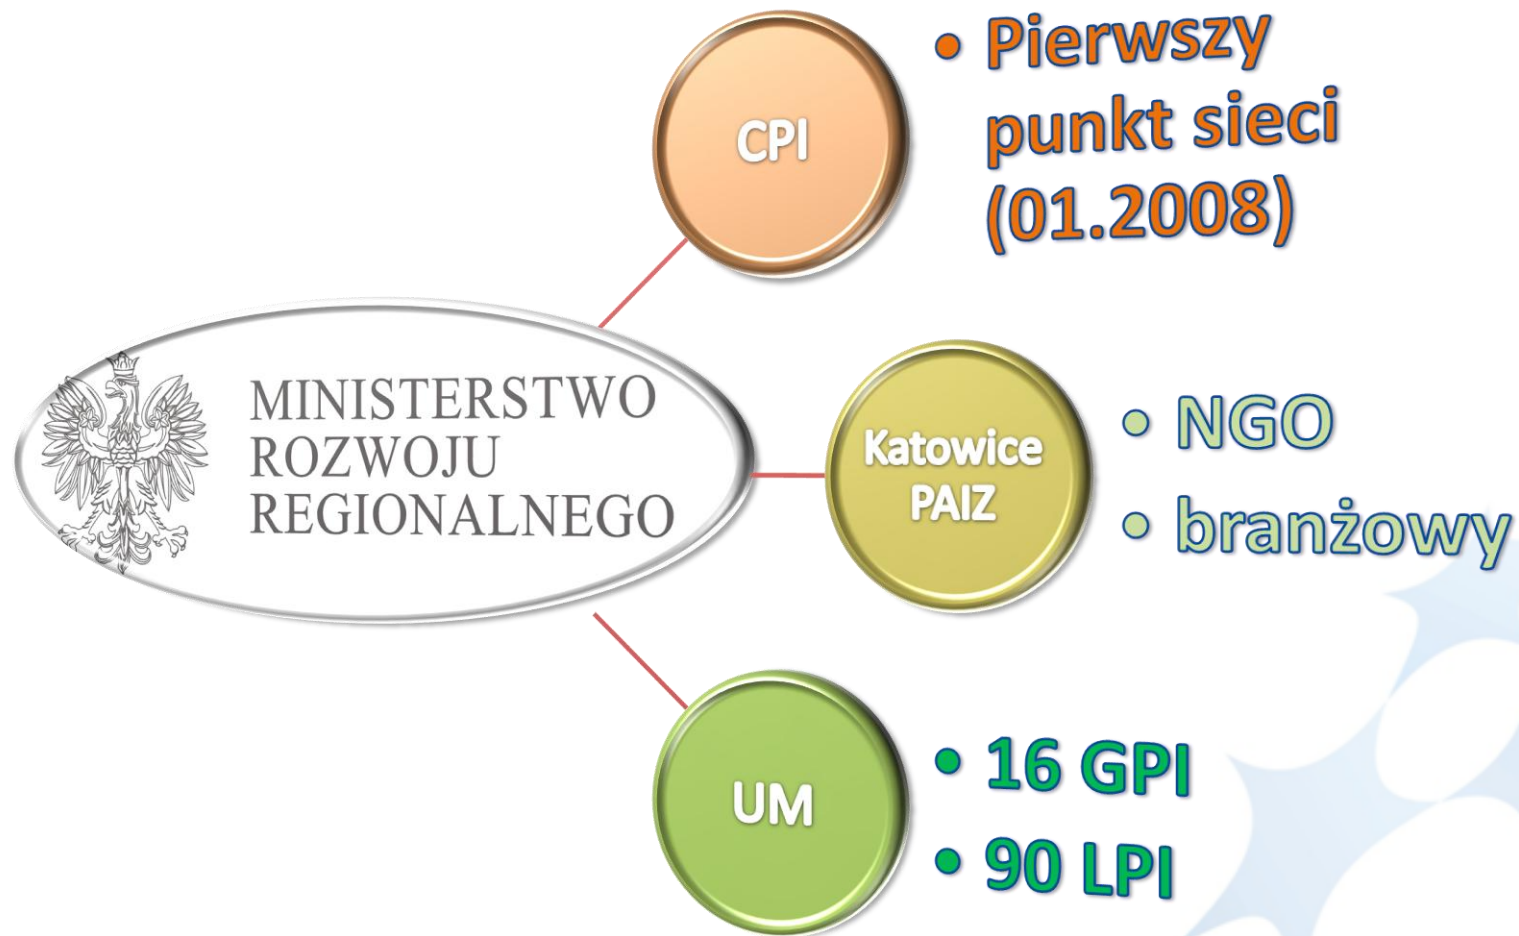 MINISTERSTWO
ROZWOJU
REGIONALNEGO
CPI
• Pierwszy
punkt sieci
(01.2008)
Katowice
PAIZ
• NGO
• branżowy
UM
• 16 GPI
• 90 LPI